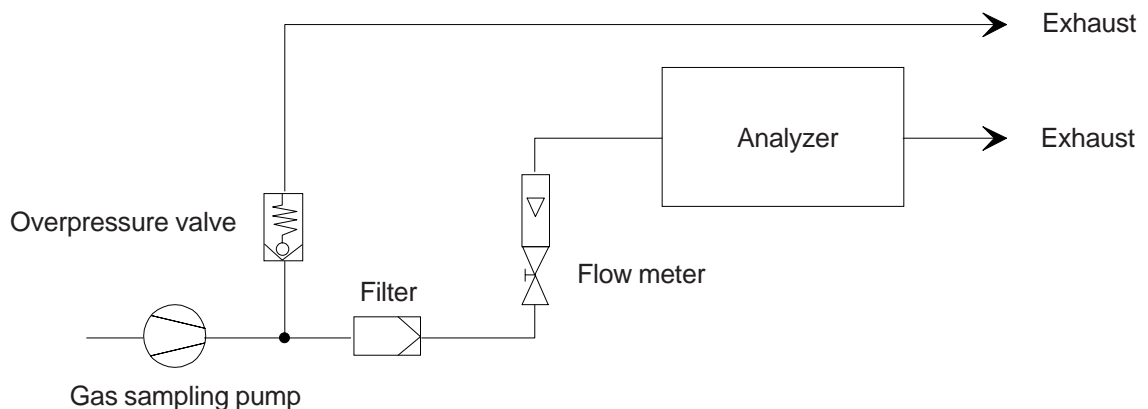 Exhaust
Analyzer
Exhaust
Overpressure valve
Flow meter
Filter
Gas sampling pump